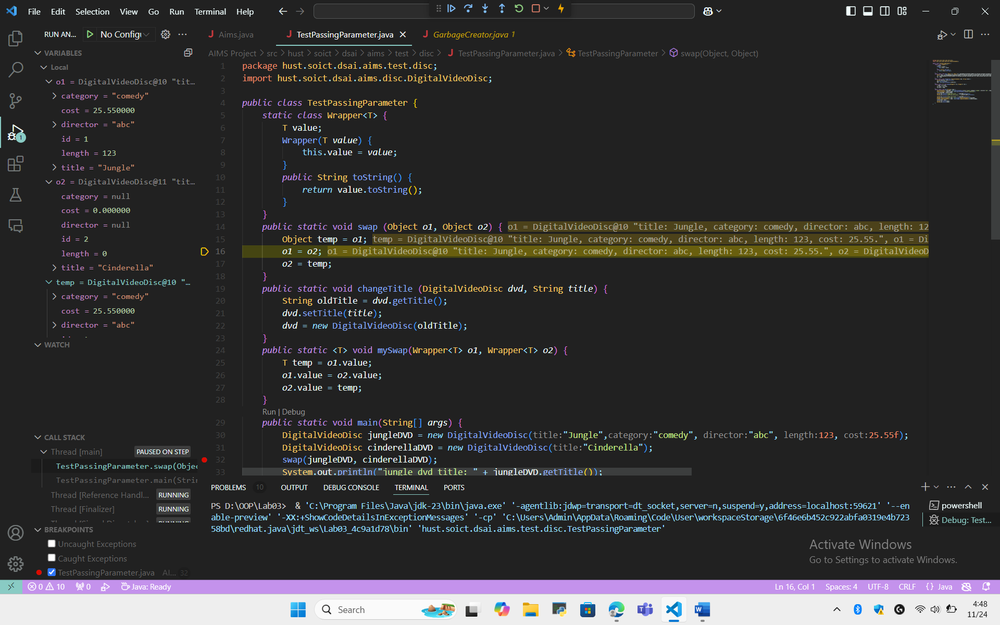 File Edit Selection View Go Run Terminal Help
RUN AN... No Configu
VARIABLES
Local
o1 = DigitalVideoDisc@10 "tit...
category = "comedy"
cost = 25.550000
director = "abc"
id = 1
length = 123
title = "Jungle"
o2 = DigitalVideoDisc@11 "tit...
category = null
cost = 0.000000
director = null
id = 2
length = 0
title = "Cinderella"
temp = DigitalVideoDisc@10 "...
category = "comedy"
cost = 25.550000
director = "abc"
WATCH
CALL STACK
Thread [main] PAUSED ON STEP
TestPassingParameter.swap(Objec
TestPassingParameter.main(Strin
Thread [Reference Handl... RUNNING
Thread [Finalizer] RUNNING
BREAKPOINTS
Uncaught Exceptions
Caught Exceptions
TestPassingParameter.java AI... 32
Aims.java TestPassingParameter.java GarbageCreator.java 1
AIMS Project > src > hust > soict > dsai > aims > test > disc > TestPassingParameter.java > TestPassingParameter > swap(Object, Object)
1 package hust.soict.dsai.aims.test.disc;
2 import hust.soict.dsai.aims.disc.DigitalVideoDisc;
3
4 public class TestPassingParameter {
5 static class Wrapper<T> {
6 T value;
7 Wrapper(T value) {
8 this.value = value;
9 }
10 public String toString() {
11 return value.toString();
12 }
13 }
14 public static void swap (Object o1, Object o2) { o1 = DigitalVideoDisc@10 "title: Jungle, category: comedy, director: abc, length: 12
15 Object temp = o1; temp = DigitalVideoDisc@10 "title: Jungle, category: comedy, director: abc, length: 123, cost: 25.55.", o1 = Di
16 o1 = o2; o1 = DigitalVideoDisc@10 "title: Jungle, category: comedy, director: abc, length: 123, cost: 25.55.", o2 = DigitalVideoD
17 o2 = temp;
18 }
19 public static void changeTitle (DigitalVideoDisc dvd, String title) {
20 String oldTitle = dvd.getTitle();
21 dvd.setTitle(title);
22 dvd = new DigitalVideoDisc(oldTitle);
23 }
24 public static <T> void mySwap(Wrapper<T> o1, Wrapper<T> o2) {
25 T temp = o1.value;
26 o1.value = o2.value;
27 o2.value = temp;
28 }
Run | Debug
29 public static void main(String[] args) {
30 DigitalVideoDisc jungleDVD = new DigitalVideoDisc(title:"Jungle",category:"comedy", director:"abc", length:123, cost:25.55f);
31 DigitalVideoDisc cinderellaDVD = new DigitalVideoDisc(title:"Cinderella");
32 swap(jungleDVD, cinderellaDVD);
33 System.out.println("jungle dvd title: " + jungleDVD.getTitle());
PROBLEMS 10 OUTPUT DEBUG CONSOLE TERMINAL PORTS
PS D:\OOP\Lab03> & 'C:\Program Files\Java\jdk-23\bin\java.exe' '-agentlib:jdwp=transport=dt_socket,server=n,suspend=y,address=localhost:59621' '--en
able-preview' '-XX:+ShowCodeDetailsInExceptionMessages' '-cp' 'C:\Users\Admin\AppData\Roaming\Code\User\workspaceStorage\6f46e6b452c922abfa0319e4b723
58bd\redhat.java\jdt_ws\Lab03_4c9a1d78\bin' 'hust.soict.dsai.aims.test.disc.TestPassingParameter'
powershell
Debug: Test...
Activate Windows
Go to Settings to activate Windows.
0 10 0 Java: Ready Ln 16, Col 1 Spaces: 4 UTF-8 CRLF {} Java
Search
4:48
11/24